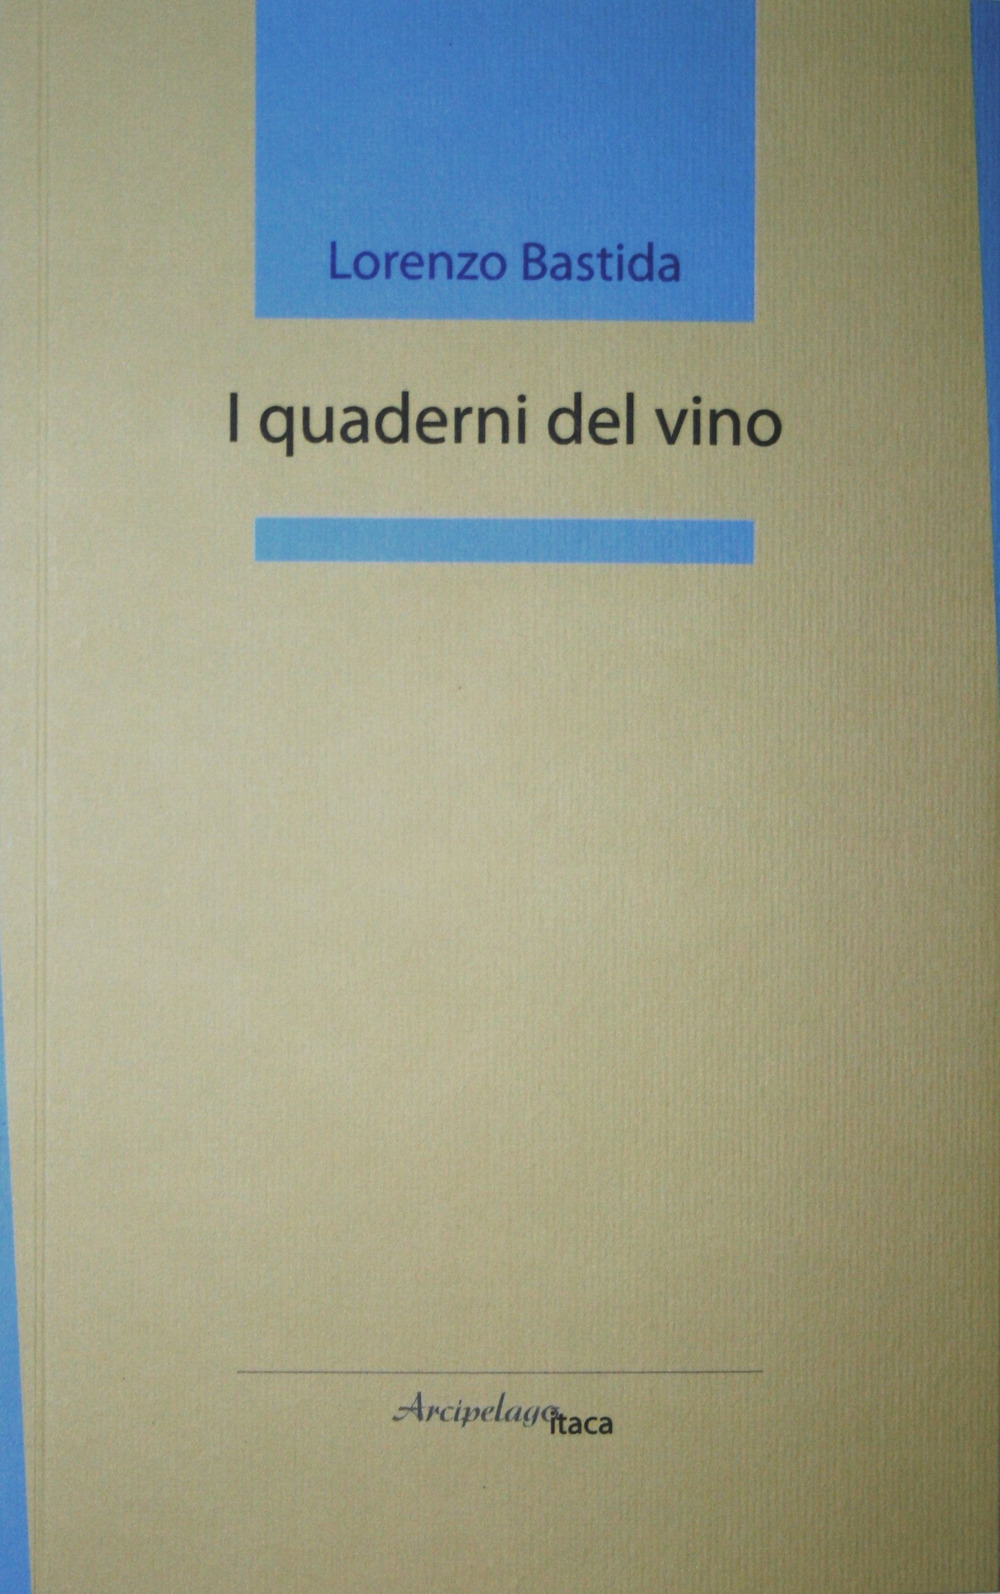 Lorenzo Bastida
I quaderni del vino
Arcipelago itaca